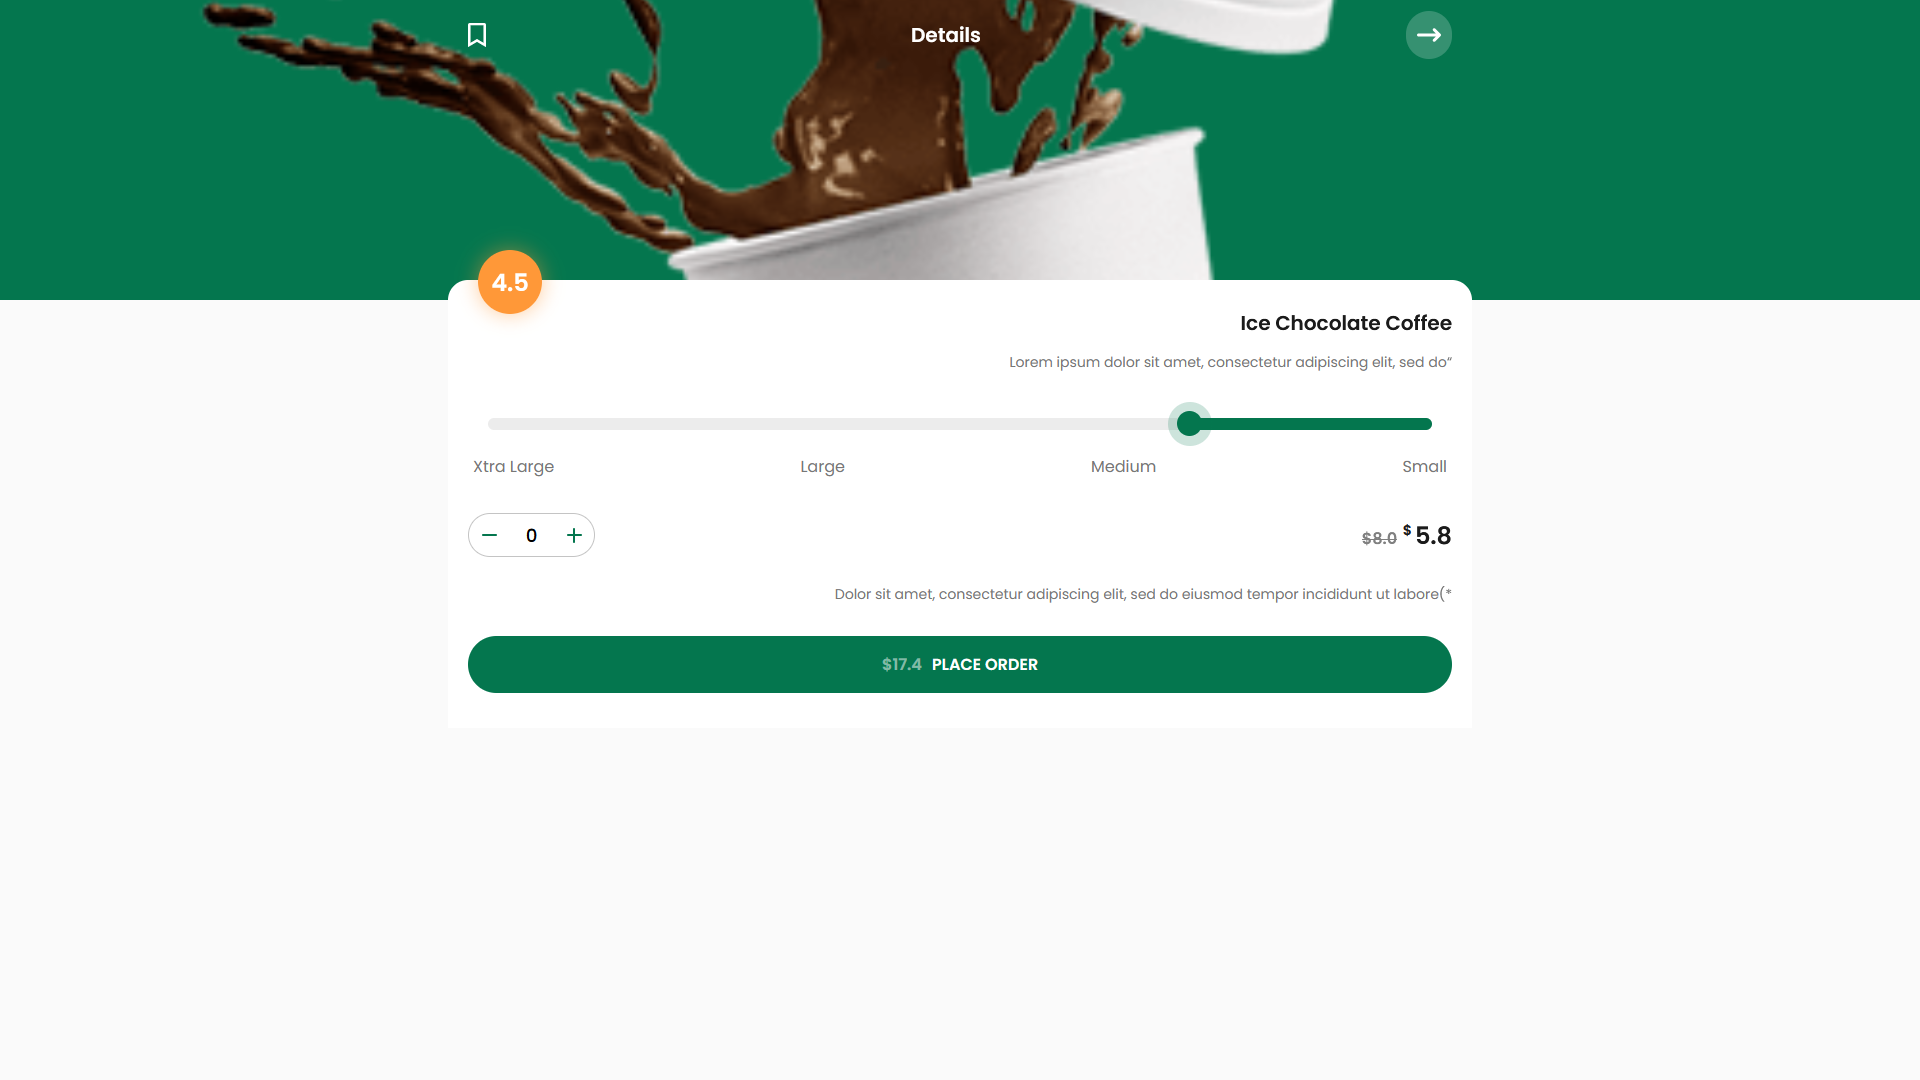 Details
4.5
Ice Chocolate Coffee
Lorem ipsum dolor sit amet, consectetur adipiscing elit, sed do“
Xtra Large Large Medium Small
0
$8.0 $ 5.8
Dolor sit amet, consectetur adipiscing elit, sed do eiusmod tempor incididunt ut labore(*
$17.4 PLACE ORDER